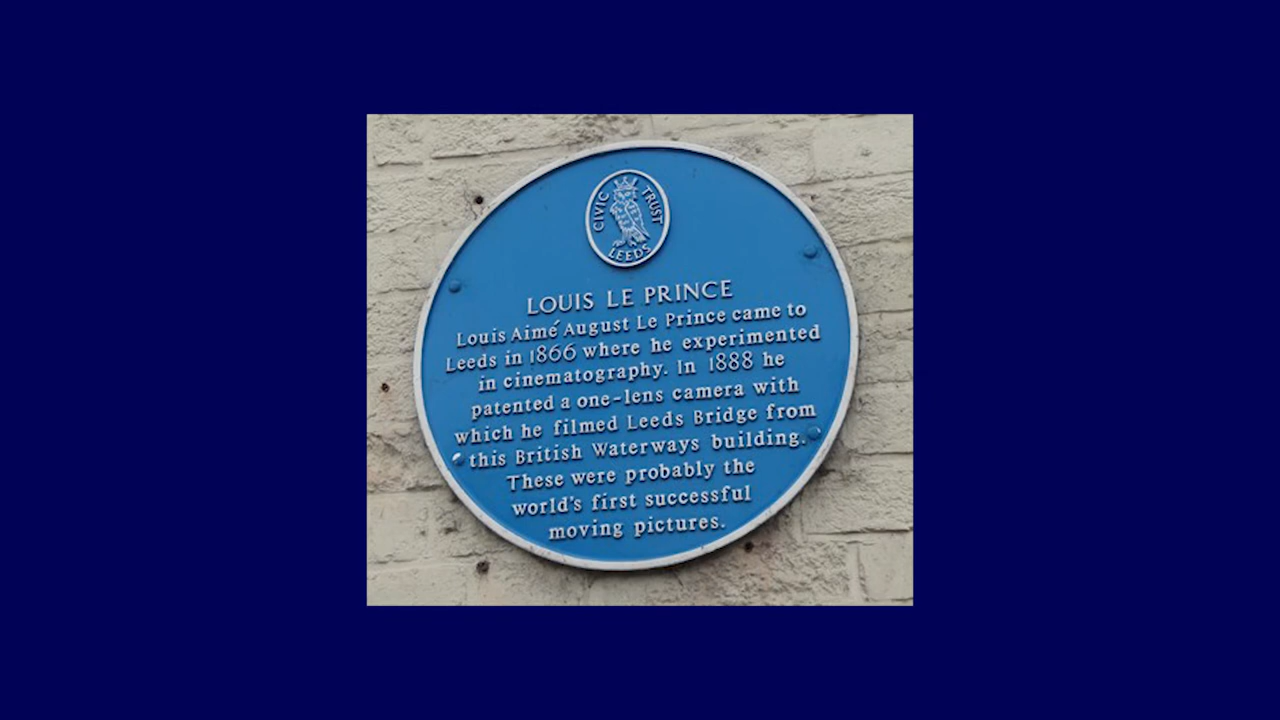 CIVIC TRUST
LEEDS
LOUIS LE PRINCE
Louis Aimé August Le Prince came to
Leeds in 1866 where he experimented
in cinematography. In 1888 he
patented a one-lens camera with
which he filmed Leeds Bridge from
this British Waterways building.
These were probably the
world's first successful
moving pictures.